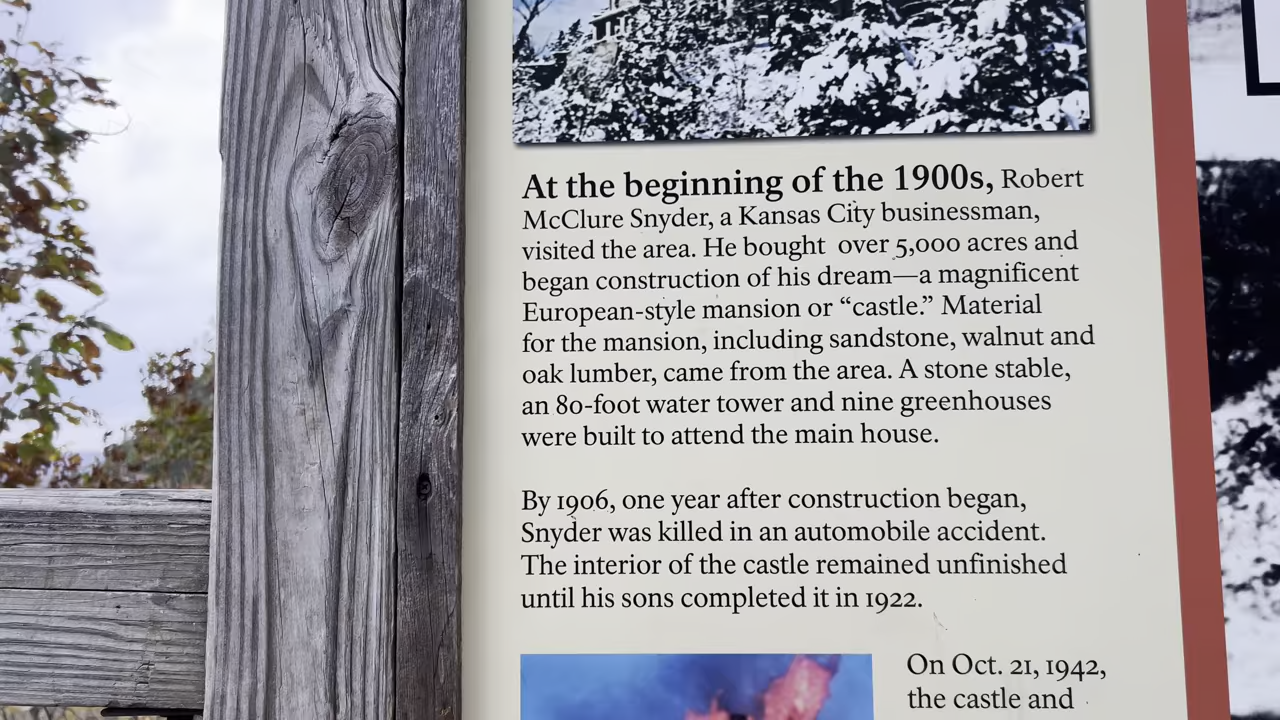 At the beginning of the 1900s, Robert
McClure Snyder, a Kansas City businessman,
visited the area. He bought over 5,000 acres and
began construction of his dream—a magnificent
European-style mansion or “castle.” Material
for the mansion, including sandstone, walnut and
oak lumber, came from the area. A stone stable,
an 80-foot water tower and nine greenhouses
were built to attend the main house.
By 1906, one year after construction began,
Snyder was killed in an automobile accident.
The interior of the castle remained unfinished
until his sons completed it in 1922.
On Oct. 21, 1942,
the castle and